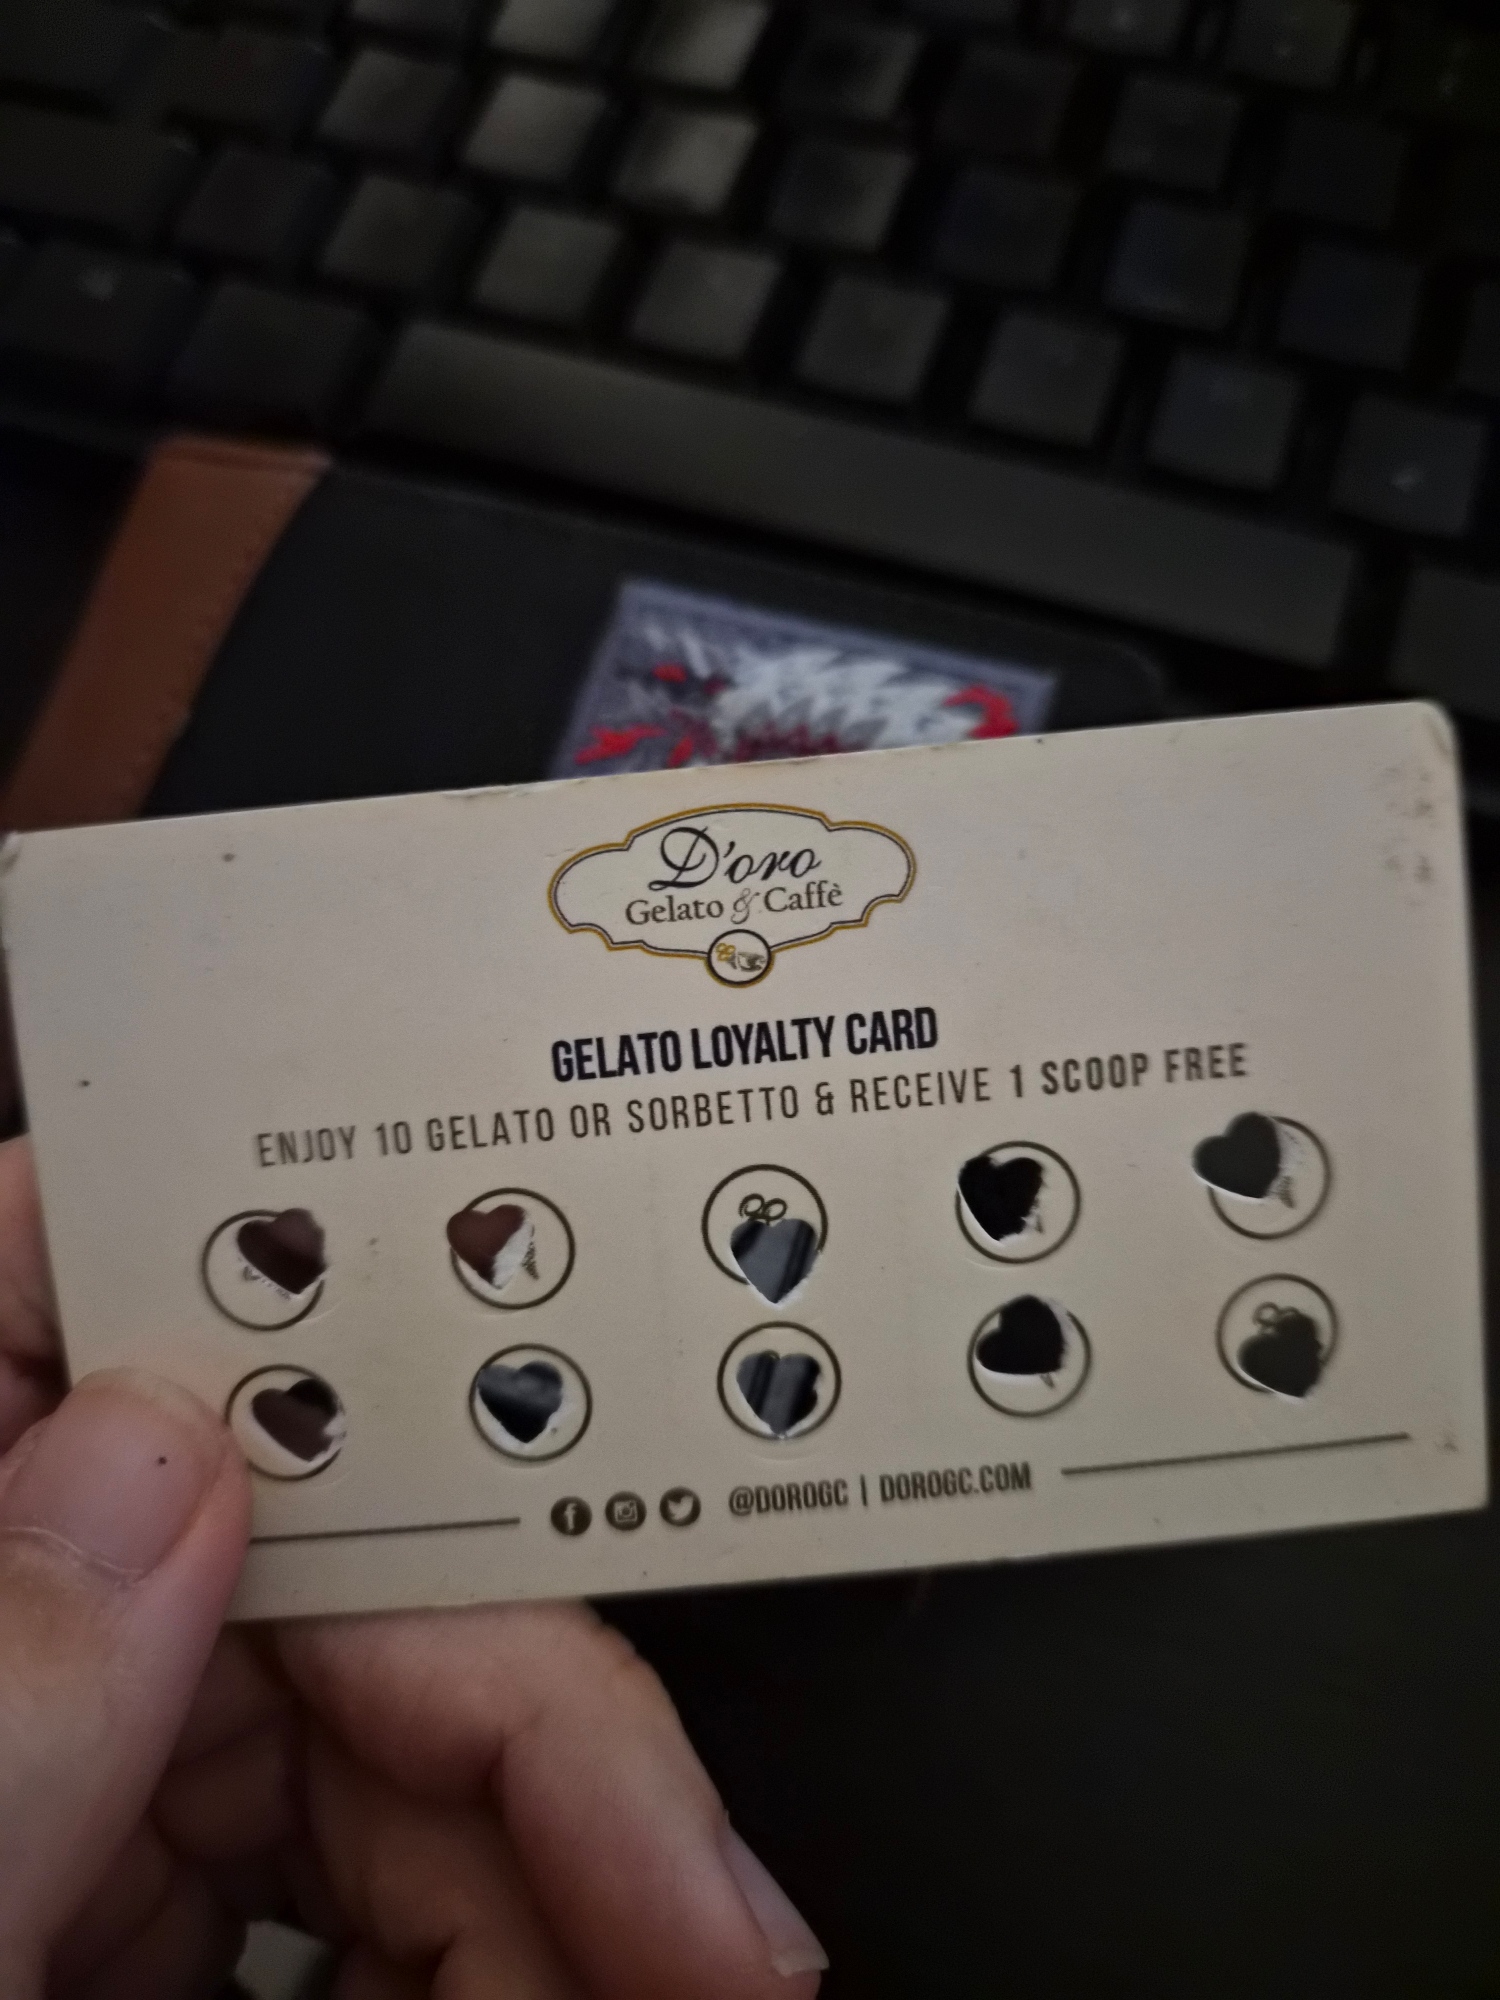 D'oro
Gelato & Caffè
GELATO LOYALTY CARD
ENJOY 10 GELATO OR SORBETTO & RECEIVE 1 SCOOP FREE
@DOROGC | DOROGC.COM